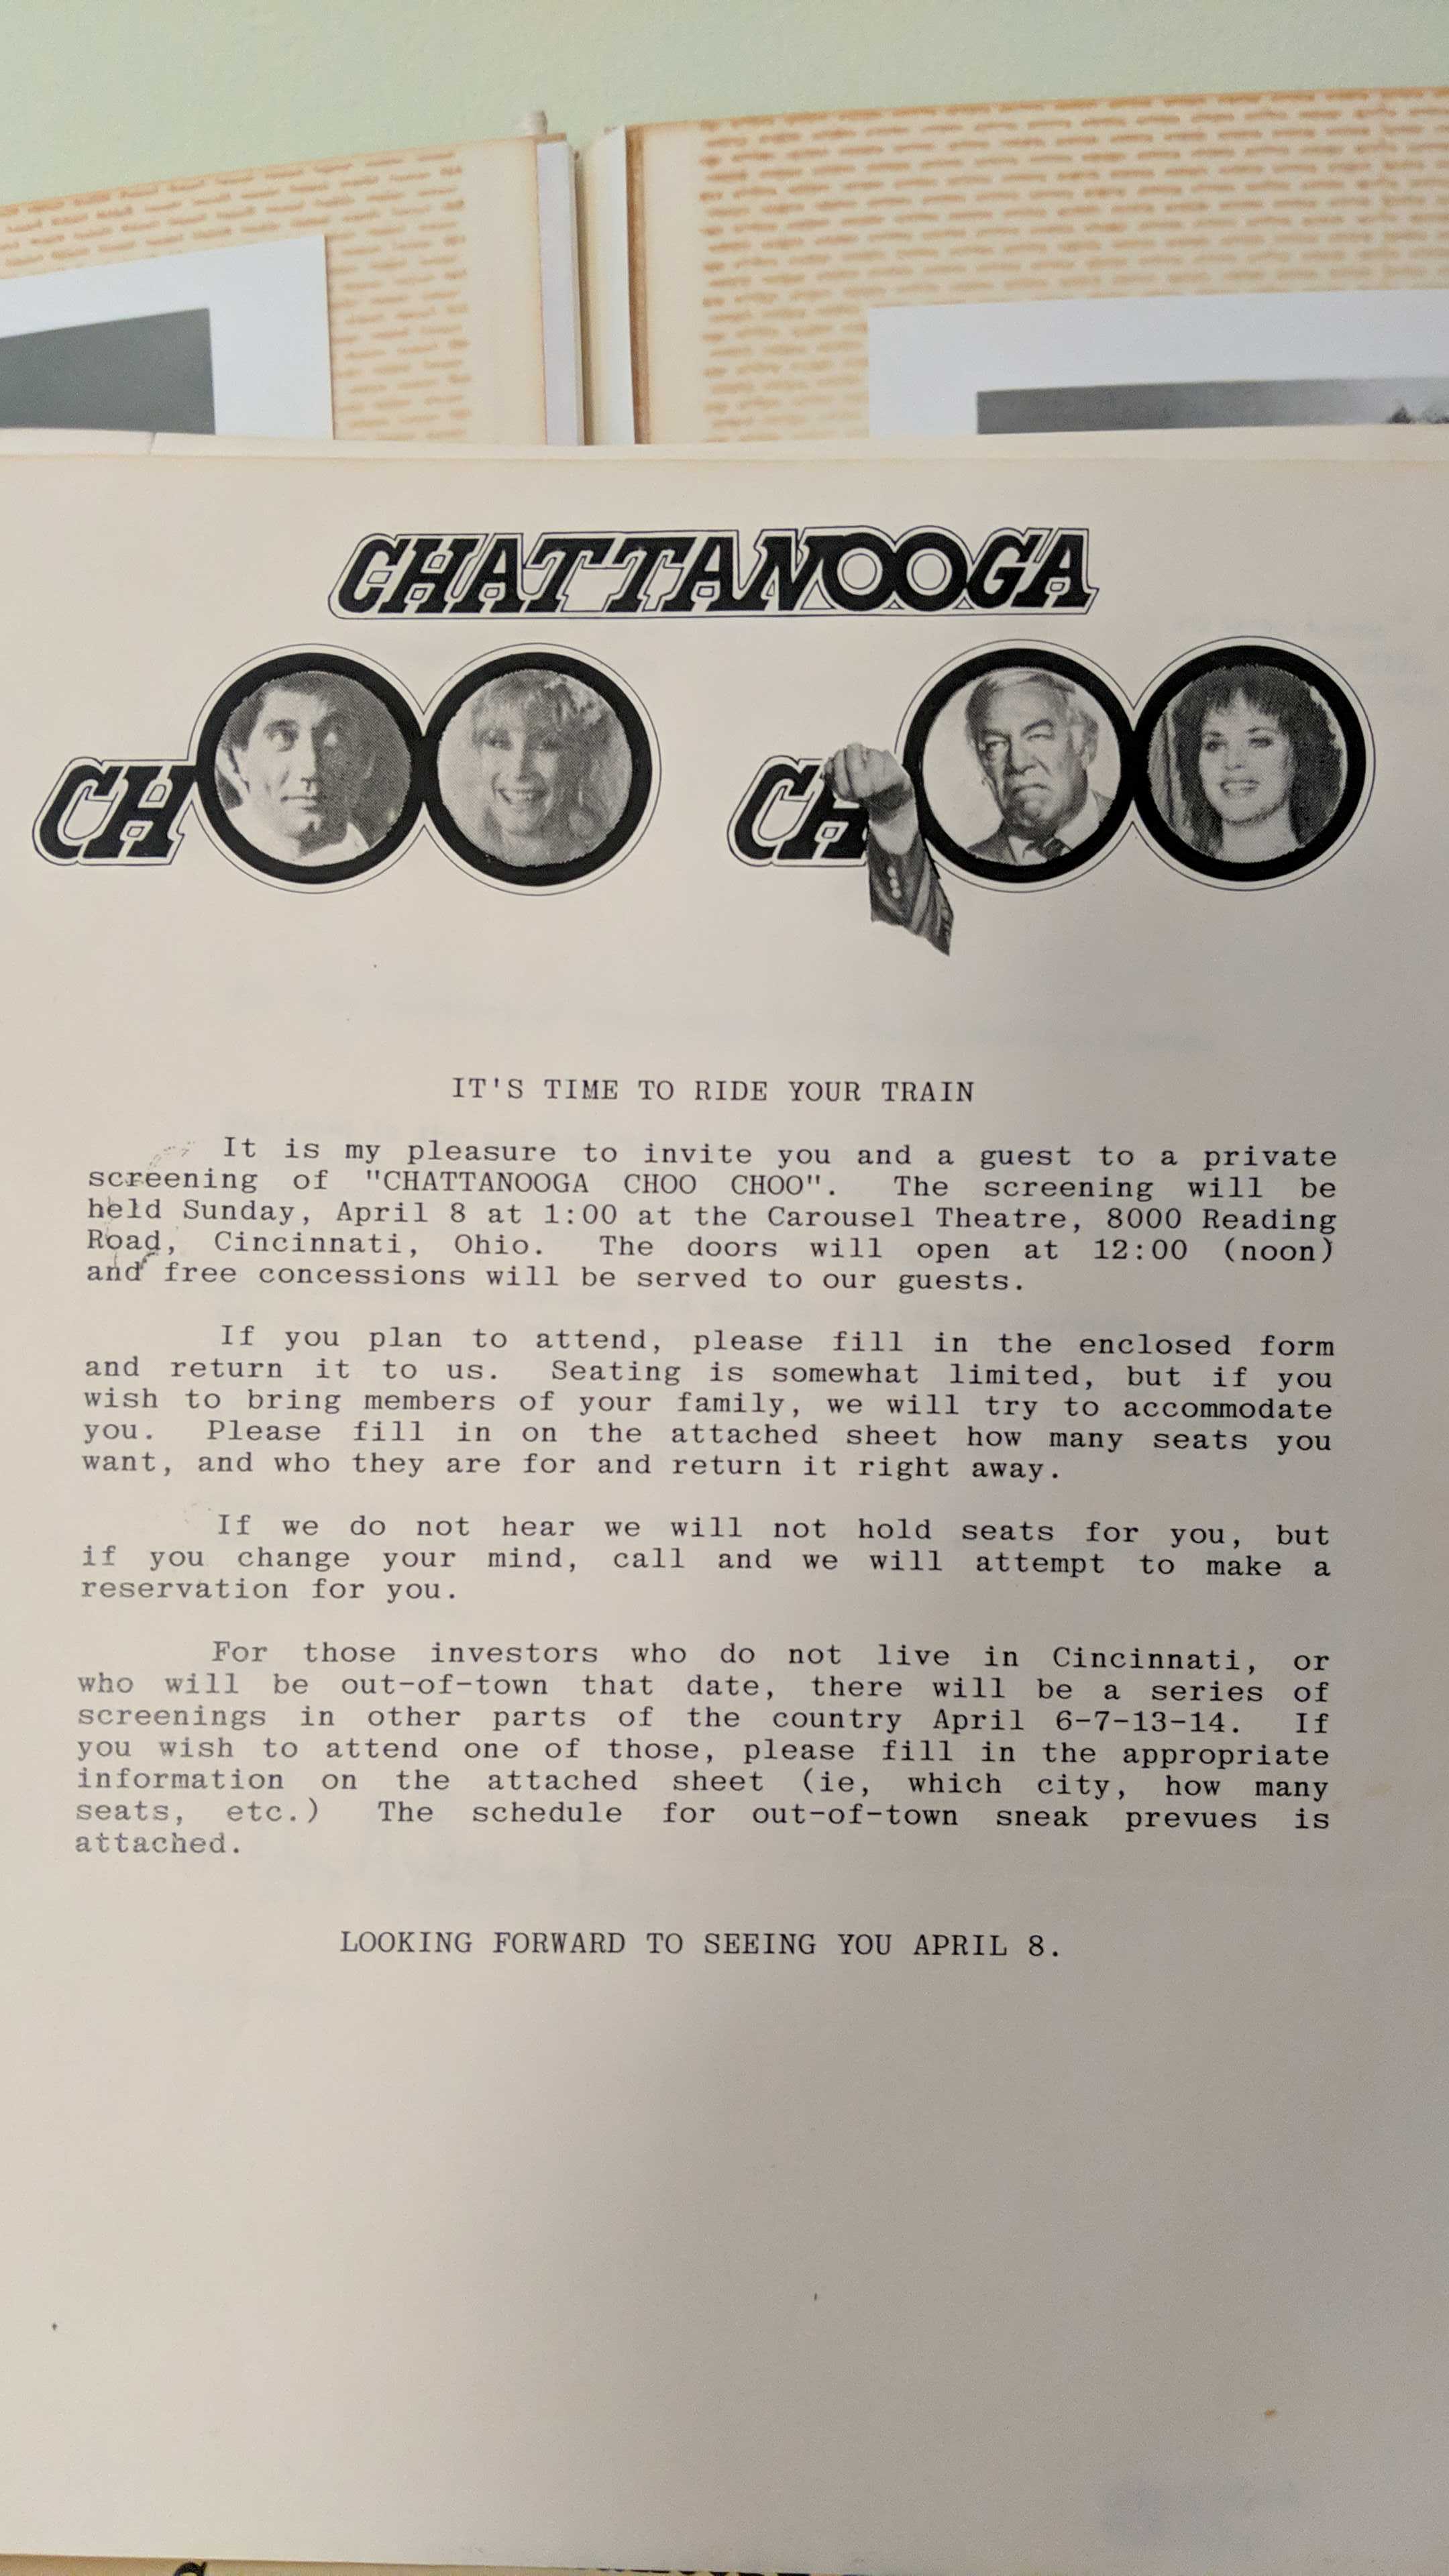 CHATTANOOGA
CHOO CHOO
IT'S TIME TO RIDE YOUR TRAIN
It is my pleasure to invite you and a guest to a private
screening of "CHATTANOOGA CHOO CHOO". The screening will be
held Sunday, April 8 at 1:00 at the Carousel Theatre, 8000 Reading
Road, Cincinnati, Ohio. The doors will open at 12:00 (noon)
and free concessions will be served to our guests.
If you plan to attend, please fill in the enclosed form
and return it to us. Seating is somewhat limited, but if you
wish to bring members of your family, we will try to accommodate
you. Please fill in on the attached sheet how many seats you
want, and who they are for and return it right away.
If we do not hear we will not hold seats for you, but
if you change your mind, call and we will attempt to make a
reservation for you.
For those investors who do not live in Cincinnati, or
who will be out-of-town that date, there will be a series of
screenings in other parts of the country April 6-7-13-14. If
you wish to attend one of those, please fill in the appropriate
information on the attached sheet (ie, which city, how many
seats, etc.) The schedule for out-of-town sneak prevues is
attached.
LOOKING FORWARD TO SEEING YOU APRIL 8.